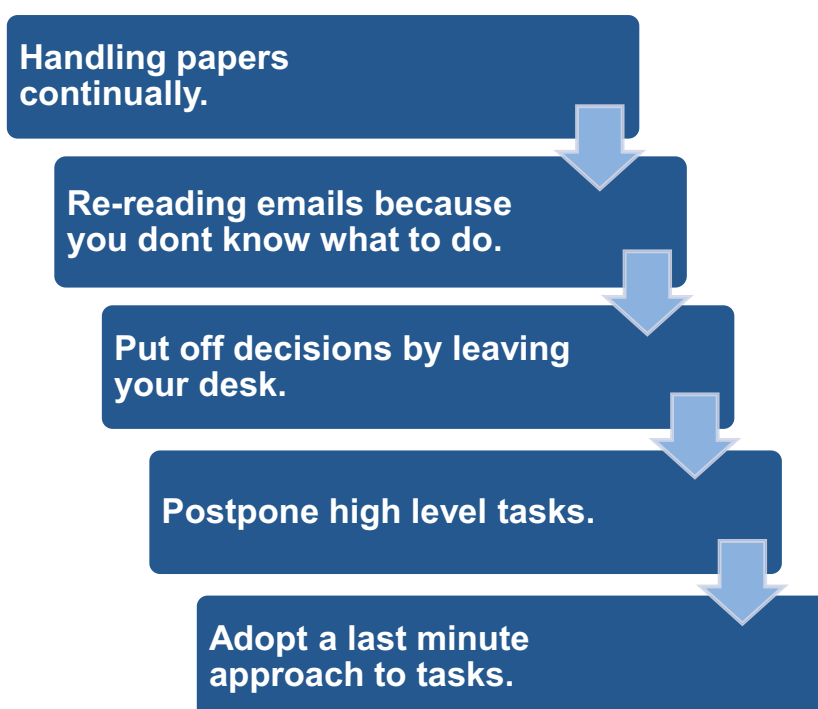 Handling papers
continually.
Re-reading emails because
you dont know what to do.
Put off decisions by leaving
your desk.
Postpone high level tasks.
Adopt a last minute
approach to tasks.